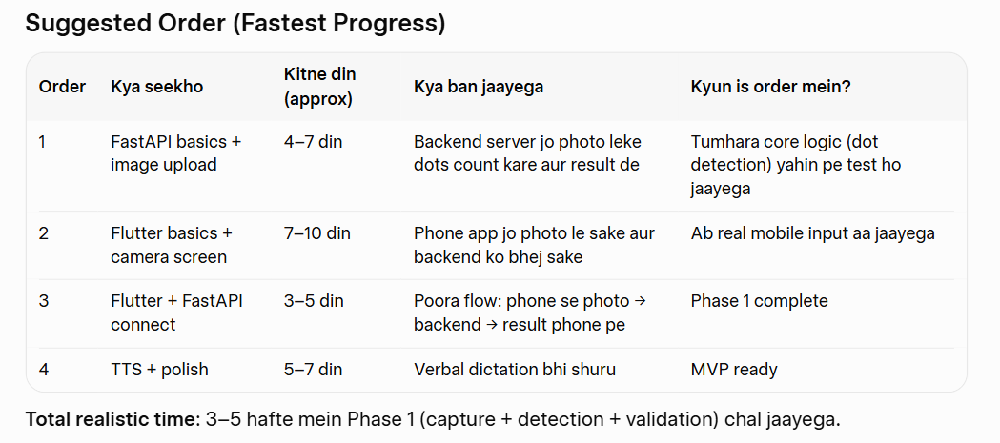 Suggested Order (Fastest Progress)
Order Kya seekho Kitne din (approx) Kya ban jaayega Kyun is order mein?
1 FastAPI basics + image upload 4–7 din Backend server jo photo leke dots count kare aur result de Tumhara core logic (dot detection) yahin pe test ho jaayega
2 Flutter basics + camera screen 7–10 din Phone app jo photo le sake aur backend ko bhej sake Ab real mobile input aa jaayega
3 Flutter + FastAPI connect 3–5 din Poora flow: phone se photo → backend → result phone pe Phase 1 complete
4 TTS + polish 5–7 din Verbal dictation bhi shuru MVP ready
Total realistic time: 3–5 hafte mein Phase 1 (capture + detection + validation) chal jaayega.